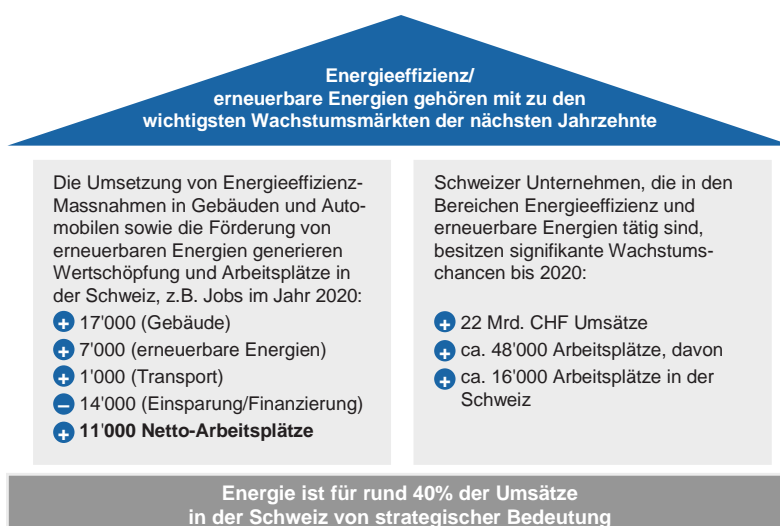 Energieeffizienz/
erneuerbare Energien gehören mit zu den
wichtigsten Wachstumsmärkten der nächsten Jahrzehnte
Die Umsetzung von Energieeffizienz-
Massnahmen in Gebäuden und Auto-
mobilen sowie die Förderung von
erneuerbaren Energien generieren
Wertschöpfung und Arbeitsplätze in
der Schweiz, z.B. Jobs im Jahr 2020:
+ 17'000 (Gebäude)
+ 7'000 (erneuerbare Energien)
+ 1'000 (Transport)
– 14'000 (Einsparung/Finanzierung)
+ 11'000 Netto-Arbeitsplätze
Schweizer Unternehmen, die in den
Bereichen Energieeffizienz und
erneuerbare Energien tätig sind,
besitzen signifikante Wachstums-
chancen bis 2020:
+ 22 Mrd. CHF Umsätze
+ ca. 48'000 Arbeitsplätze, davon
+ ca. 16'000 Arbeitsplätze in der
Schweiz
Energie ist für rund 40% der Umsätze
in der Schweiz von strategischer Bedeutung